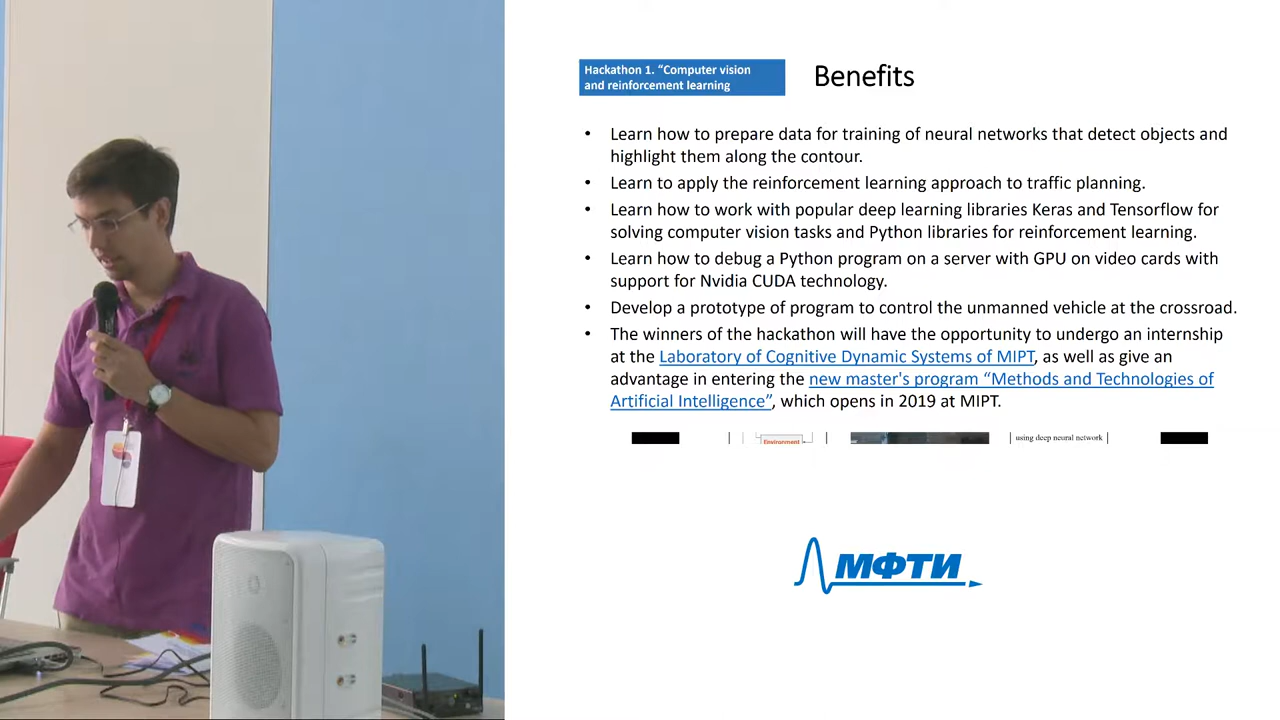 Hackathon 1. “Computer vision
and reinforcement learning
Benefits
• Learn how to prepare data for training of neural networks that detect objects and
highlight them along the contour.
• Learn to apply the reinforcement learning approach to traffic planning.
• Learn how to work with popular deep learning libraries Keras and Tensorflow for
solving computer vision tasks and Python libraries for reinforcement learning.
• Learn how to debug a Python program on a server with GPU on video cards with
support for Nvidia CUDA technology.
• Develop a prototype of program to control the unmanned vehicle at the crossroad.
• The winners of the hackathon will have the opportunity to undergo an internship
at the Laboratory of Cognitive Dynamic Systems of MIPT, as well as give an
advantage in entering the new master's program “Methods and Technologies of
Artificial Intelligence”, which opens in 2019 at MIPT.
Environment
using deep neural network
МФТИ